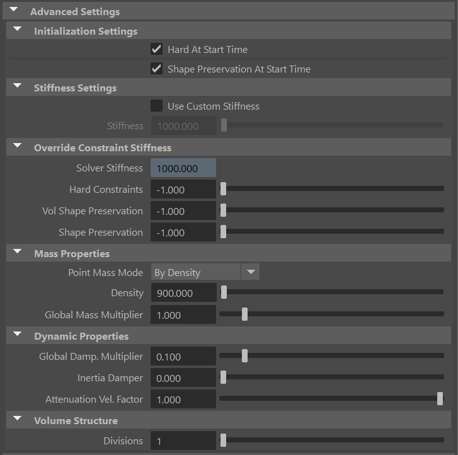 Advanced Settings
Initialization Settings
Hard At Start Time
Shape Preservation At Start Time
Stiffness Settings
Use Custom Stiffness
Stiffness 1000.000
Override Constraint Stiffness
Solver Stiffness 1000.000
Hard Constraints -1.000
Vol Shape Preservation -1.000
Shape Preservation -1.000
Mass Properties
Point Mass Mode By Density
Density 900.000
Global Mass Multiplier 1.000
Dynamic Properties
Global Damp. Multiplier 0.100
Inertia Damper 0.000
Attenuation Vel. Factor 1.000
Volume Structure
Divisions 1